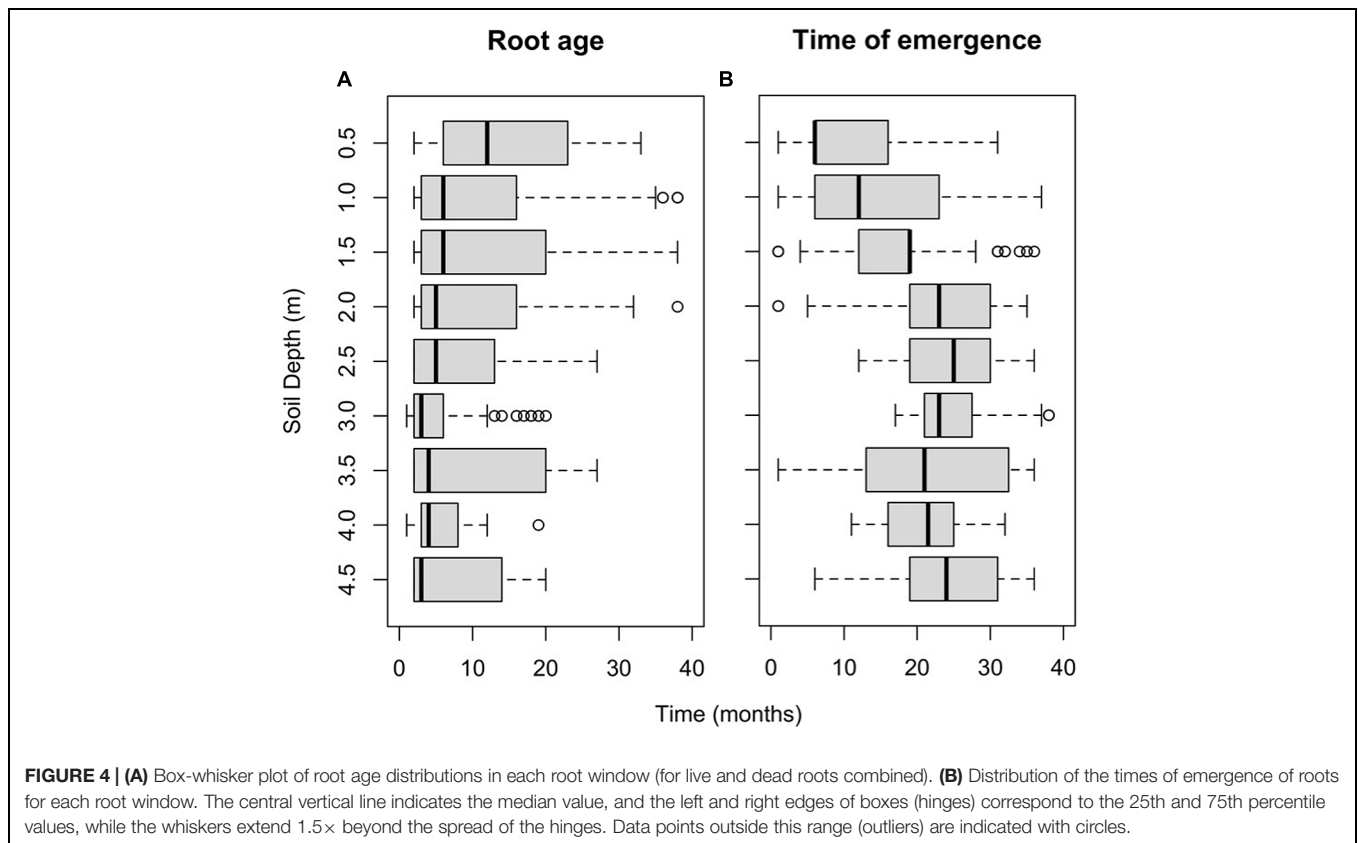 Root age
Time of emergence
A
B
Soil Depth (m)
0.5
1.0
1.5
2.0
2.5
3.0
3.5
4.0
4.5
0 10 20 30 40
0 10 20 30 40
Time (months)
FIGURE 4 | (A) Box-whisker plot of root age distributions in each root window (for live and dead roots combined). (B) Distribution of the times of emergence of roots
for each root window. The central vertical line indicates the median value, and the left and right edges of boxes (hinges) correspond to the 25th and 75th percentile
values, while the whiskers extend 1.5× beyond the spread of the hinges. Data points outside this range (outliers) are indicated with circles.